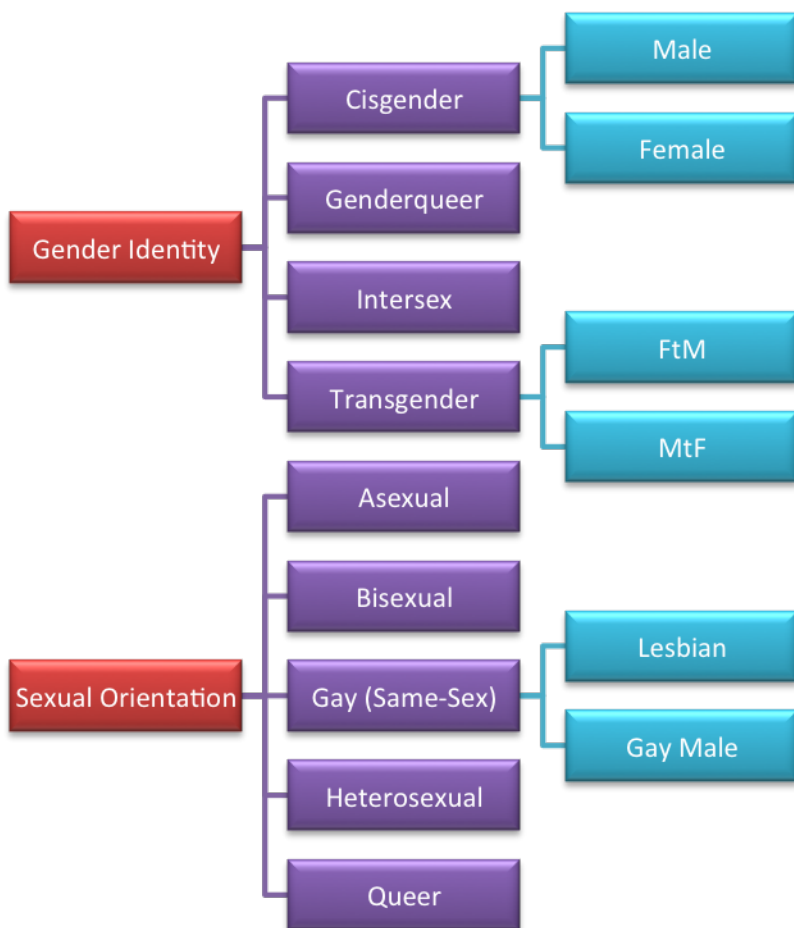 Gender Identity
Cisgender
Male
Female
Genderqueer
Intersex
Transgender
FtM
MtF
Sexual Orientation
Asexual
Bisexual
Gay (Same-Sex)
Lesbian
Gay Male
Heterosexual
Queer